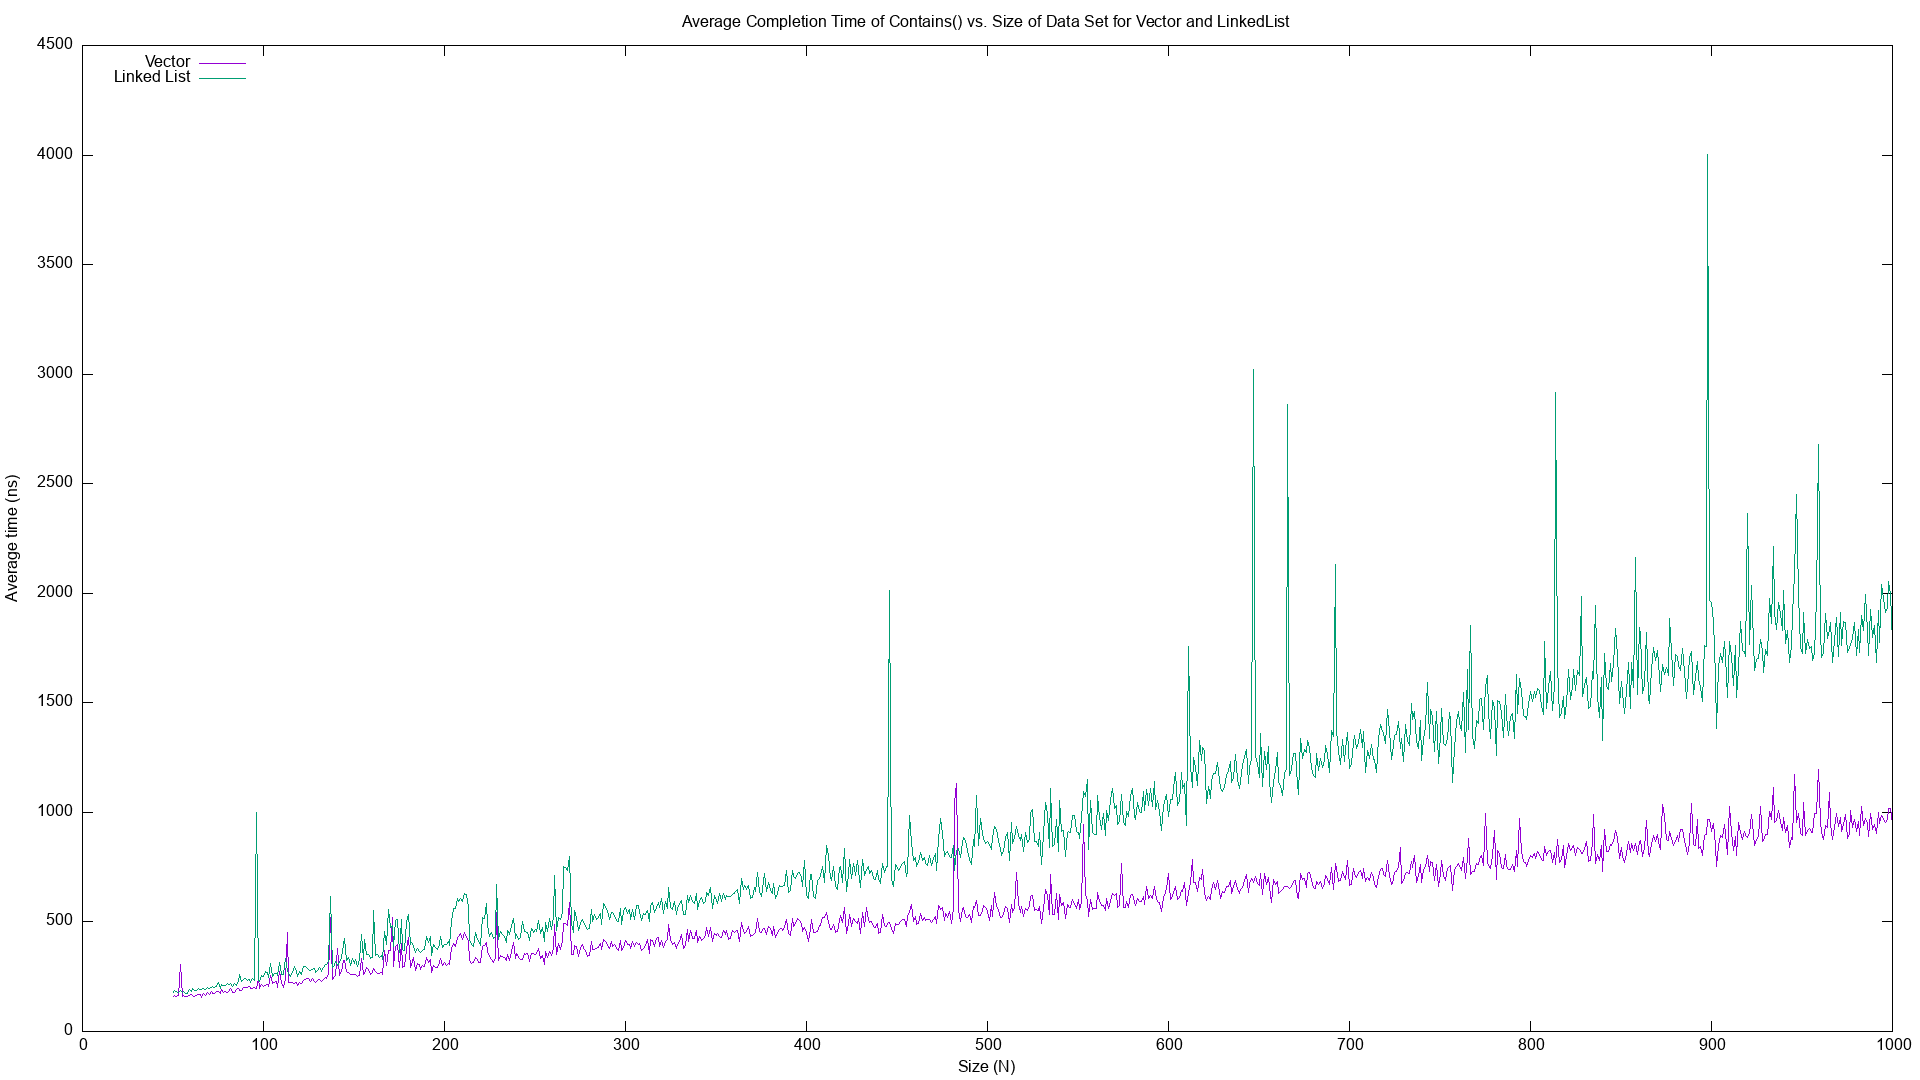 Average Completion Time of Contains() vs. Size of Data Set for Vector and LinkedList
Vector
Linked List
4500
4000
3500
3000
2500
2000
1500
1000
500
0
Average time (ns)
0 100 200 300 400 500 600 700 800 900 1000
Size (N)